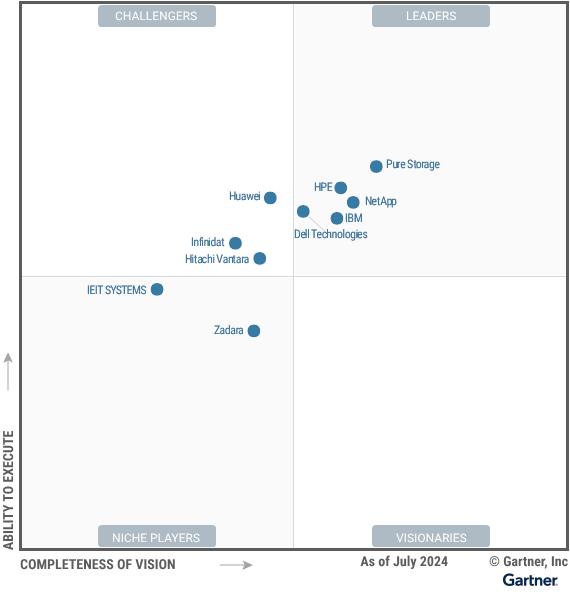 CHALLENGERS
LEADERS
Pure Storage
HPE
Huawei
NetApp
IBM
Dell Technologies
Infinidat
Hitachi Vantara
IEIT SYSTEMS
Zadara
ABILITY TO EXECUTE
NICHE PLAYERS
VISIONARIES
COMPLETENESS OF VISION
As of July 2024
© Gartner, Inc
Gartner